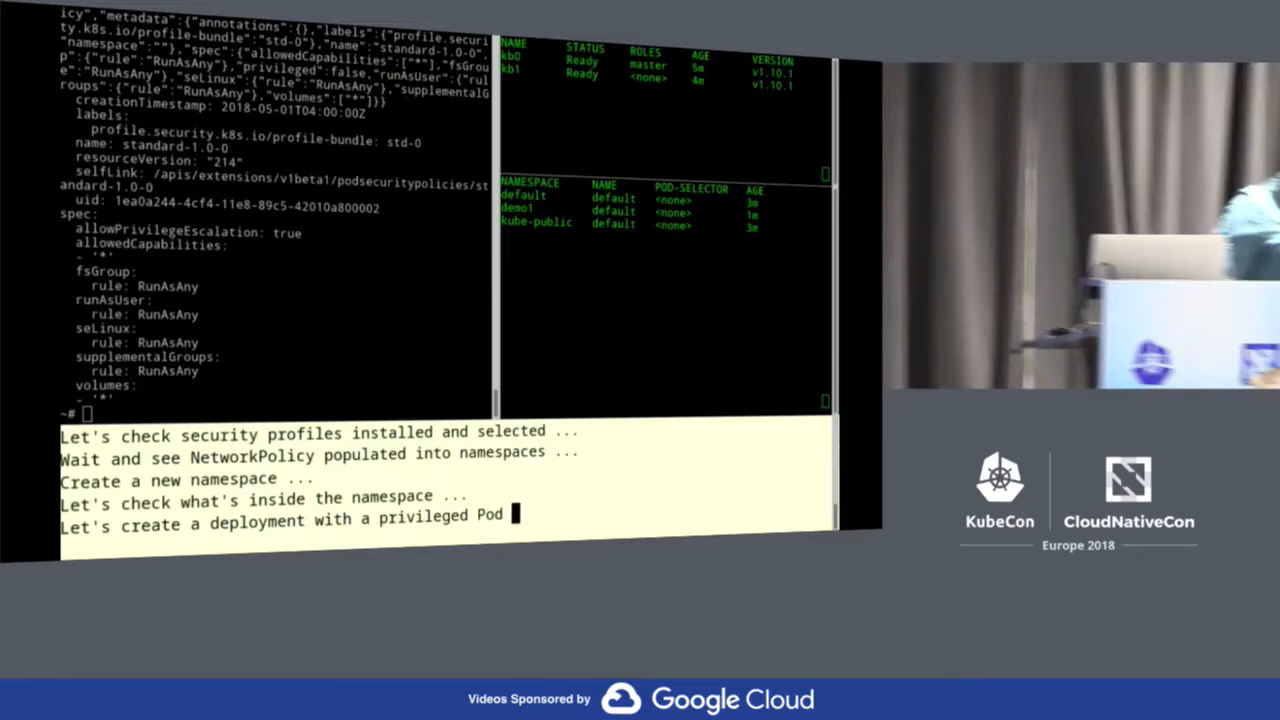 icy","metadata":{"annotations":{},"labels":{"profile.securi
ty.k8s.io/profile-bundle":"std-0"},"name":"standard-1.0-0",
"namespace":""},"spec":{"allowedCapabilities":["*"],"fsGrou
p":{"rule":"RunAsAny"},"privileged":false,"runAsUser":{"rul
e":"RunAsAny"},"seLinux":{"rule":"RunAsAny"},"supplementalG
roups":{"rule":"RunAsAny"},"volumes":["*"]}}
creationTimestamp: 2018-05-01T04:00:00Z
labels:
profile.security.k8s.io/profile-bundle: std-0
name: standard-1.0-0
resourceVersion: "214"
selfLink: /apis/extensions/v1beta1/podsecuritypolicies/st
andard-1.0-0
uid: 1ea0a244-4cf4-11e8-89c5-42010a800002
spec:
allowPrivilegeEscalation: true
allowedCapabilities:
- '*'
fsGroup:
rule: RunAsAny
runAsUser:
rule: RunAsAny
seLinux:
rule: RunAsAny
supplementalGroups:
rule: RunAsAny
volumes:
- '*'
~#
NAME STATUS ROLES AGE VERSION
kb0 Ready master 5m v1.10.1
kb1 Ready <none> 4m v1.10.1
NAMESPACE NAME POD-SELECTOR AGE
default default <none> 3m
demo1 default <none> 1m
kube-public default <none> 3m
Let's check security profiles installed and selected ...
Wait and see NetworkPolicy populated into namespaces ...
Create a new namespace ...
Let's check what's inside the namespace ...
Let's create a deployment with a privileged Pod
KubeCon
CloudNativeCon
Europe 2018
Videos Sponsored by Google Cloud